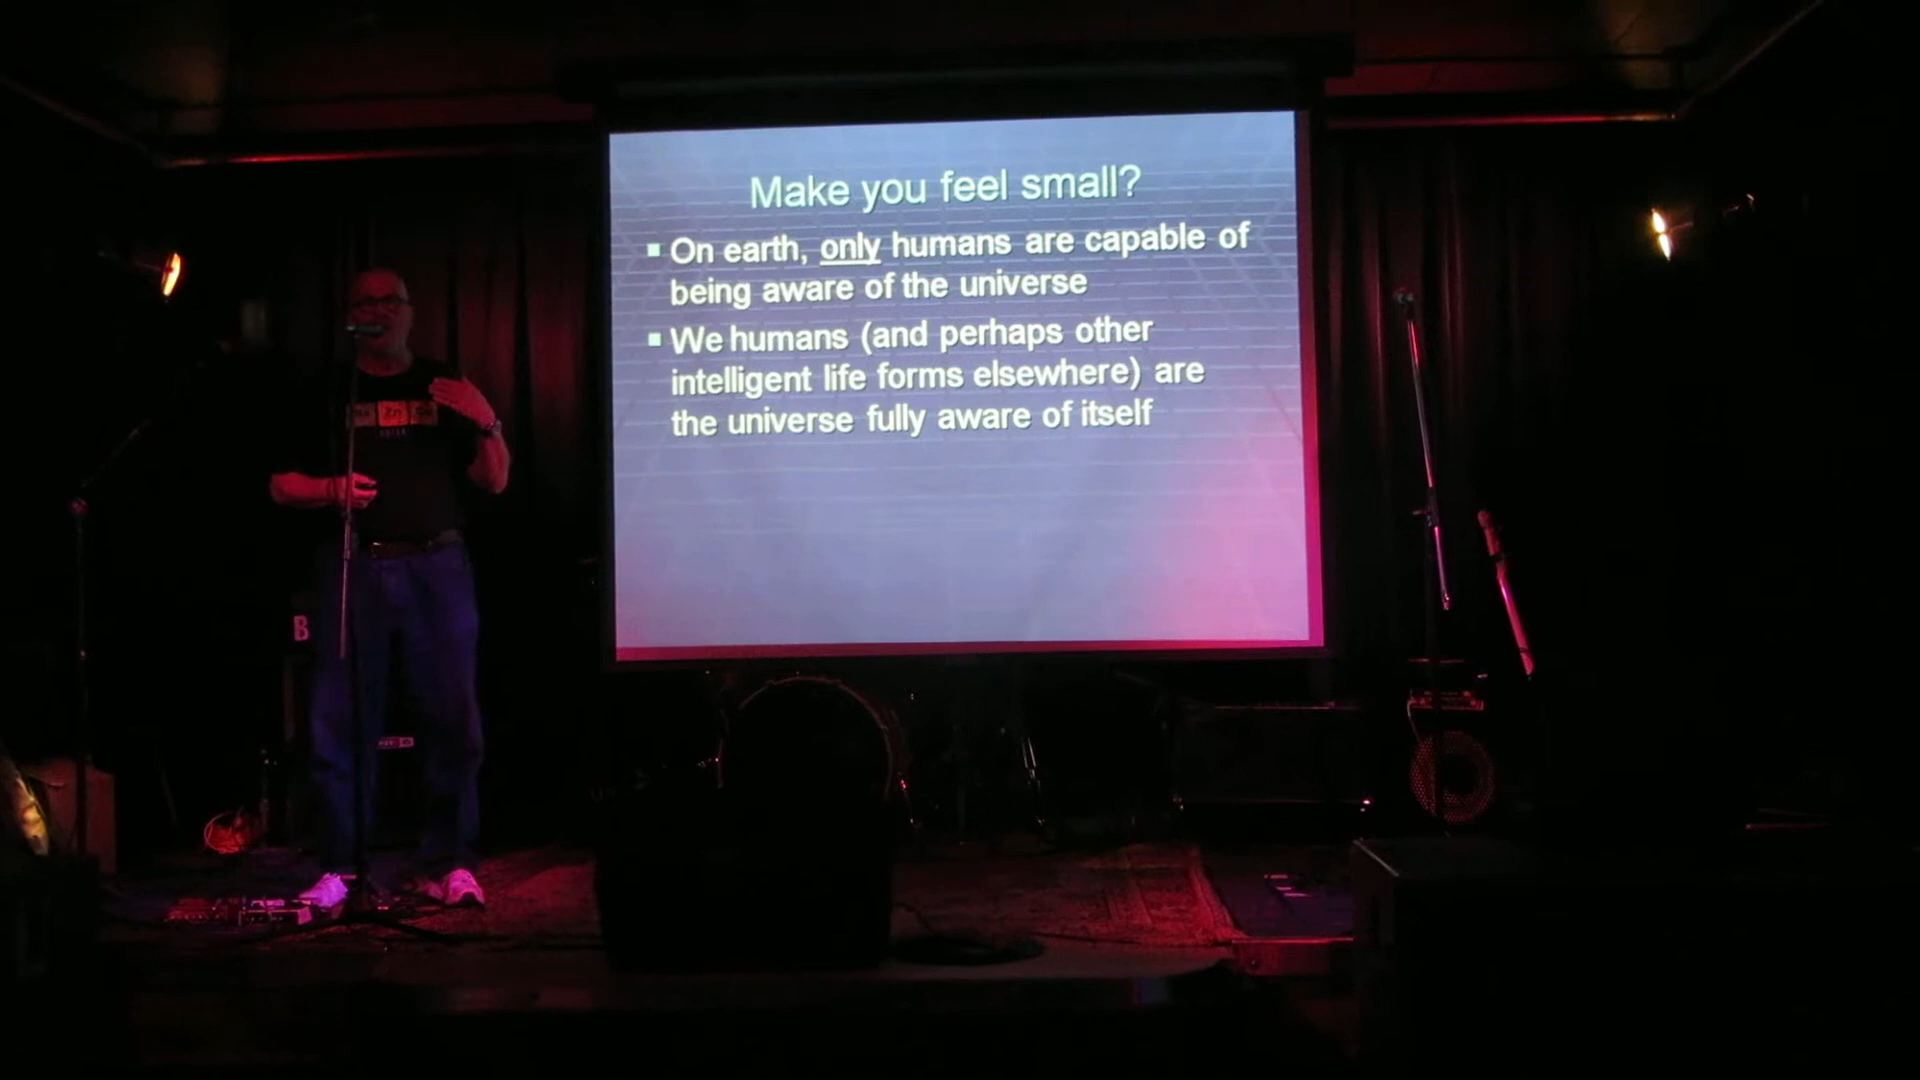 Make you feel small?
On earth, only humans are capable of
being aware of the universe
We humans (and perhaps other
intelligent life forms elsewhere) are
the universe fully aware of itself
Zn
B